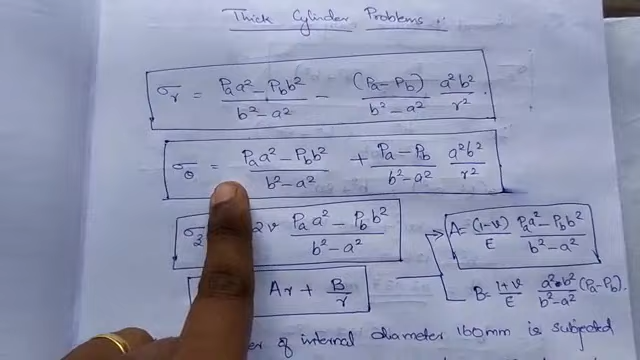 Thick Cylinder Problems :-
σr = (Pa a² − Pb b²)/(b² − a²) − (Pa − Pb)/(b² − a²) a²b²/r².
σθ = (Pa a² − Pb b²)/(b² − a²) + (Pa − Pb)/(b² − a²) a²b²/r²
σz 2ν (Pa a² − Pb b²)/(b² − a²) → A = (1−ν)/E (Pa a² − Pb b²)/(b² − a²)
Ar + B/r B = (1+ν)/E a²b²/(b² − a²) (Pa − Pb).
of internal diameter 160mm is subjected